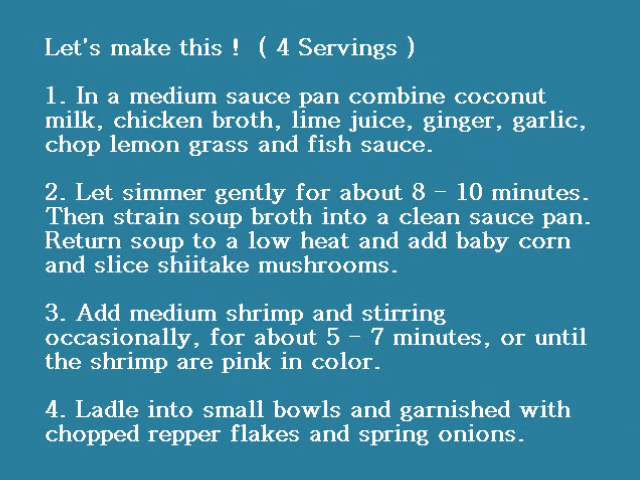 Let's make this ! ( 4 Servings )
1. In a medium sauce pan combine coconut
milk, chicken broth, lime juice, ginger, garlic,
chop lemon grass and fish sauce.
2. Let simmer gently for about 8 - 10 minutes.
Then strain soup broth into a clean sauce pan.
Return soup to a low heat and add baby corn
and slice shiitake mushrooms.
3. Add medium shrimp and stirring
occasionally, for about 5 - 7 minutes, or until
the shrimp are pink in color.
4. Ladle into small bowls and garnished with
chopped repper flakes and spring onions.